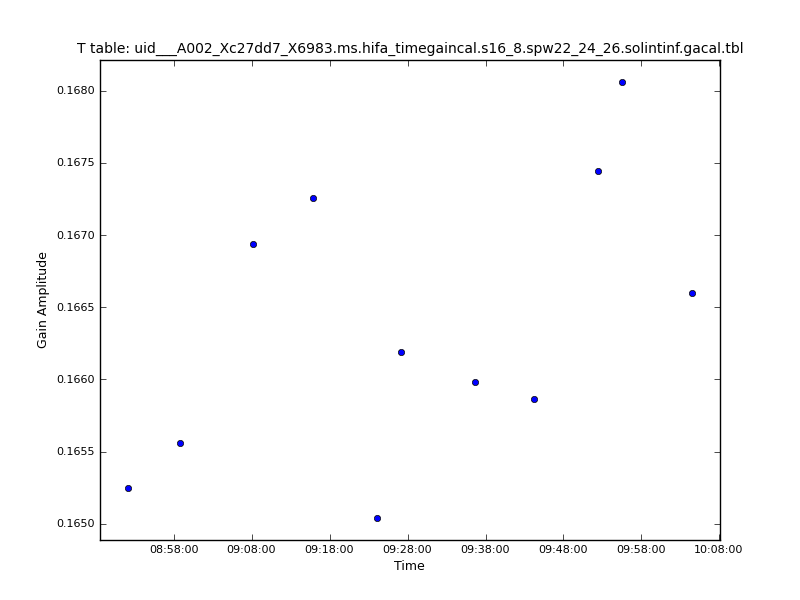 T table: uid___A002_Xc27dd7_X6983.ms.hifa_timegaincal.s16_8.spw22_24_26.solintinf.gacal.tbl
0.1680
0.1675
0.1670
0.1665
0.1660
0.1655
0.1650
Gain Amplitude
08:58:00 09:08:00 09:18:00 09:28:00 09:38:00 09:48:00 09:58:00 10:08:00
Time